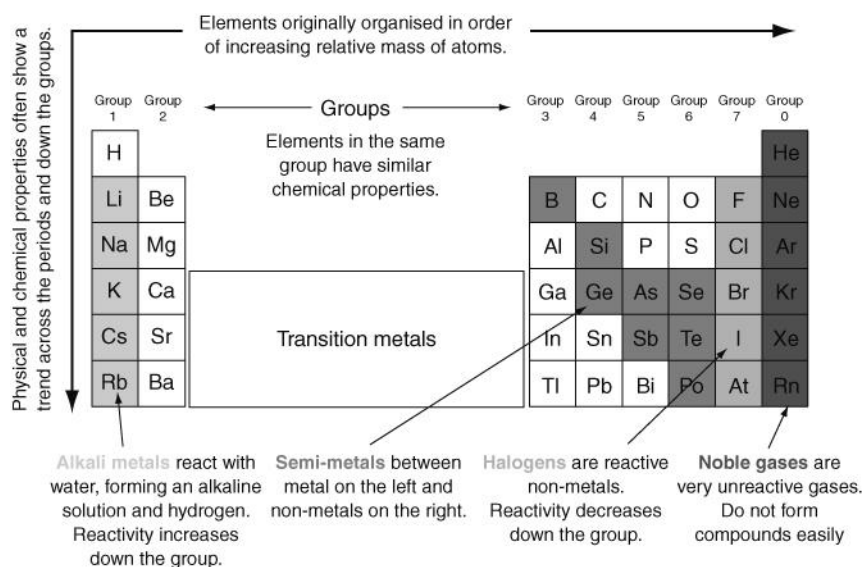 Elements originally organised in order
of increasing relative mass of atoms.
Physical and chemical properties often show a
trend across the periods and down the groups.
Group
1
Group
2
Groups
Elements in the same
group have similar
chemical properties.
Group
3
Group
4
Group
5
Group
6
Group
7
Group
0
H He
Li Be B C N O F Ne
Na Mg Al Si P S Cl Ar
K Ca Ga Ge As Se Br Kr
Cs Sr Transition metals In Sn Sb Te I Xe
Rb Ba Tl Pb Bi Po At Rn
Alkali metals react with
water, forming an alkaline
solution and hydrogen.
Reactivity increases
down the group.
Semi-metals between
metal on the left and
non-metals on the right.
Halogens are reactive
non-metals.
Reactivity decreases
down the group.
Noble gases are
very unreactive gases.
Do not form
compounds easily